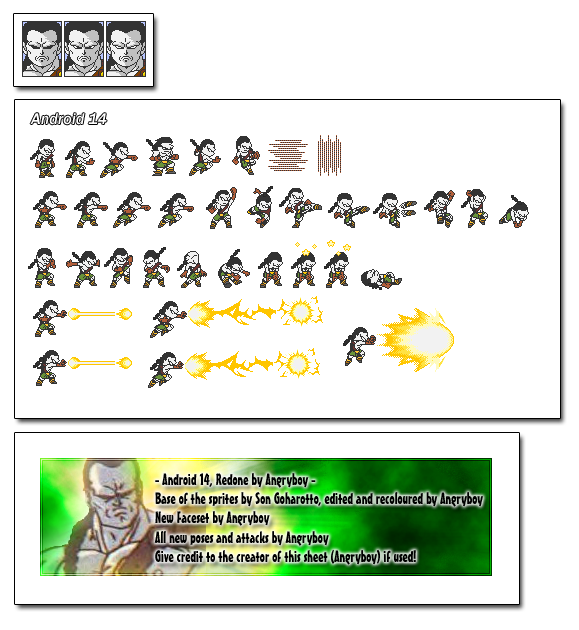 Android 14
- Android 14, Redone by Angryboy -
Base of the sprites by Son Goharotto, edited and recoloured by Angryboy
New Faceset by Angryboy
All new poses and attacks by Angryboy
Give credit to the creator of this sheet (Angryboy) if used!